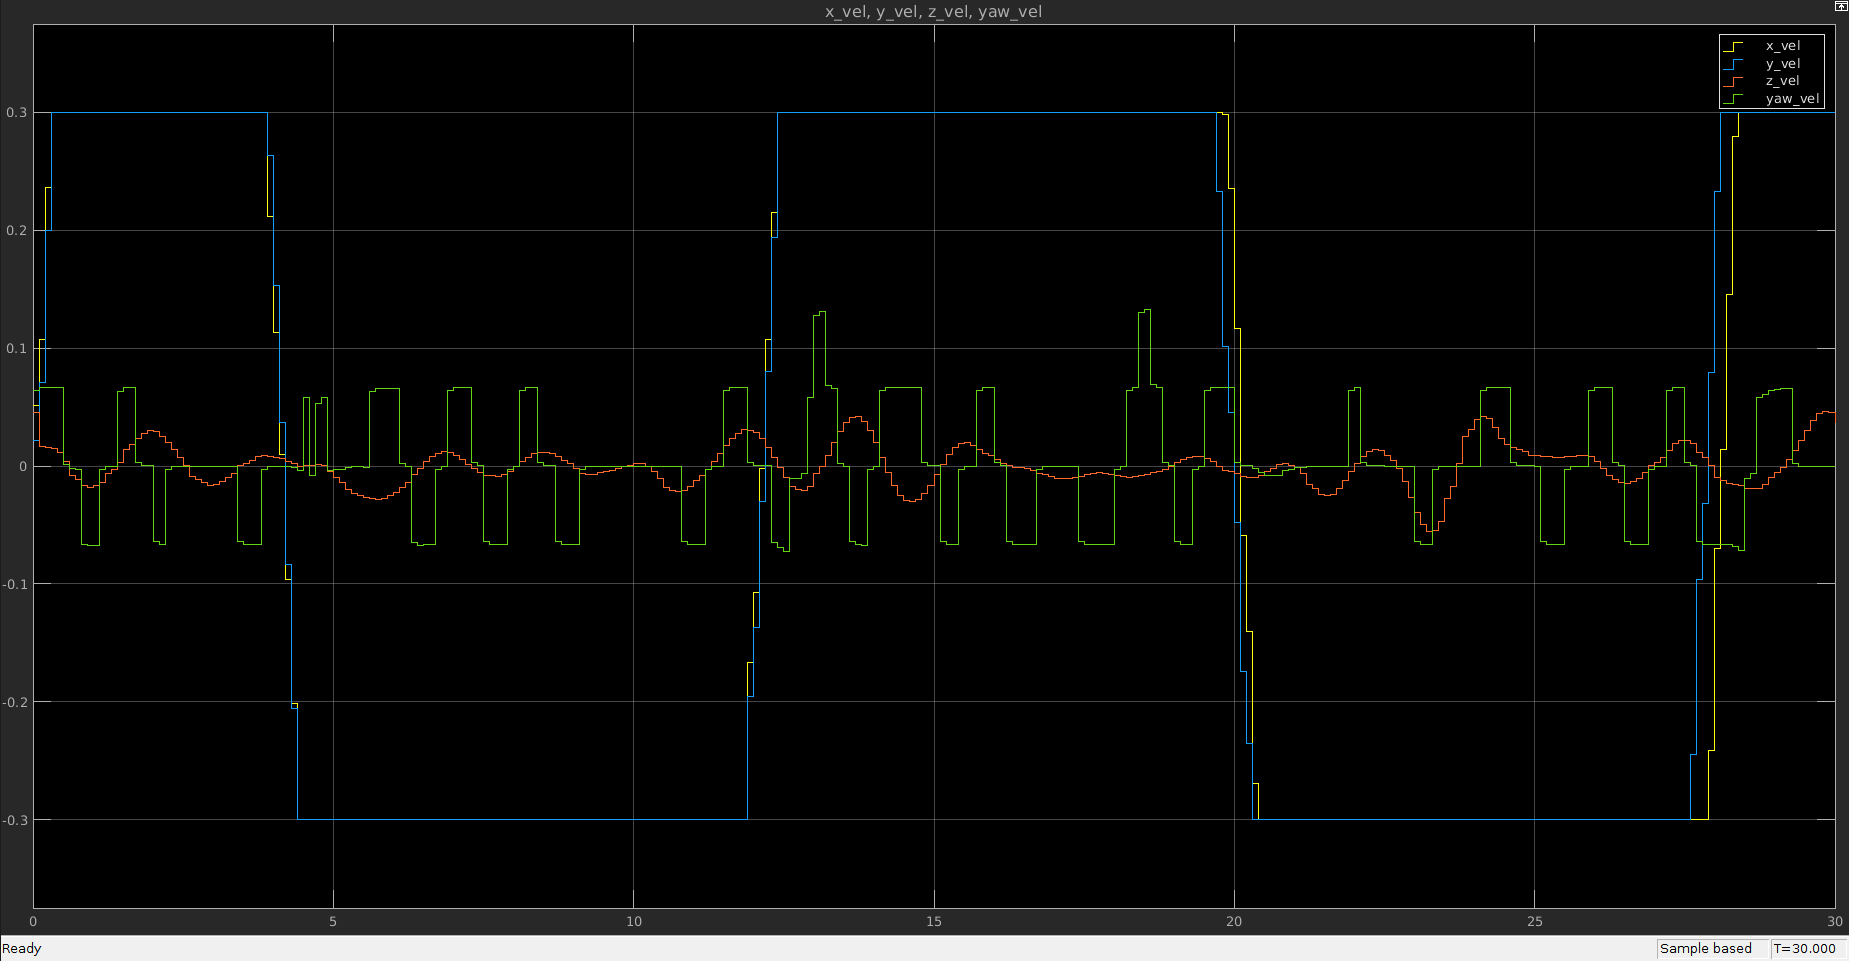 x_vel, y_vel, z_vel, yaw_vel
x_vel
y_vel
z_vel
yaw_vel
0.3
0.2
0.1
0
-0.1
-0.2
-0.3
0 5 10 15 20 25 30
Ready Sample based T=30.000